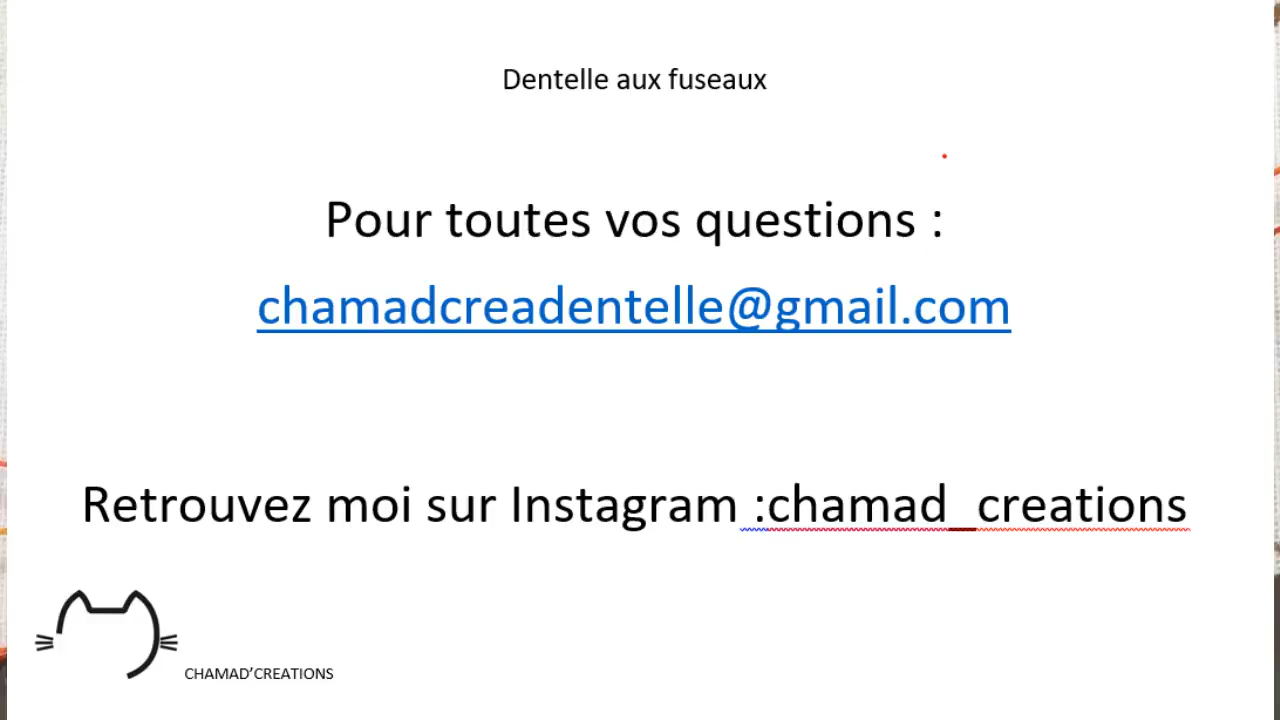 Dentelle aux fuseaux
Pour toutes vos questions :
chamadcreadentelle@gmail.com
Retrouvez moi sur Instagram :chamad_creations
CHAMAD’CREATIONS